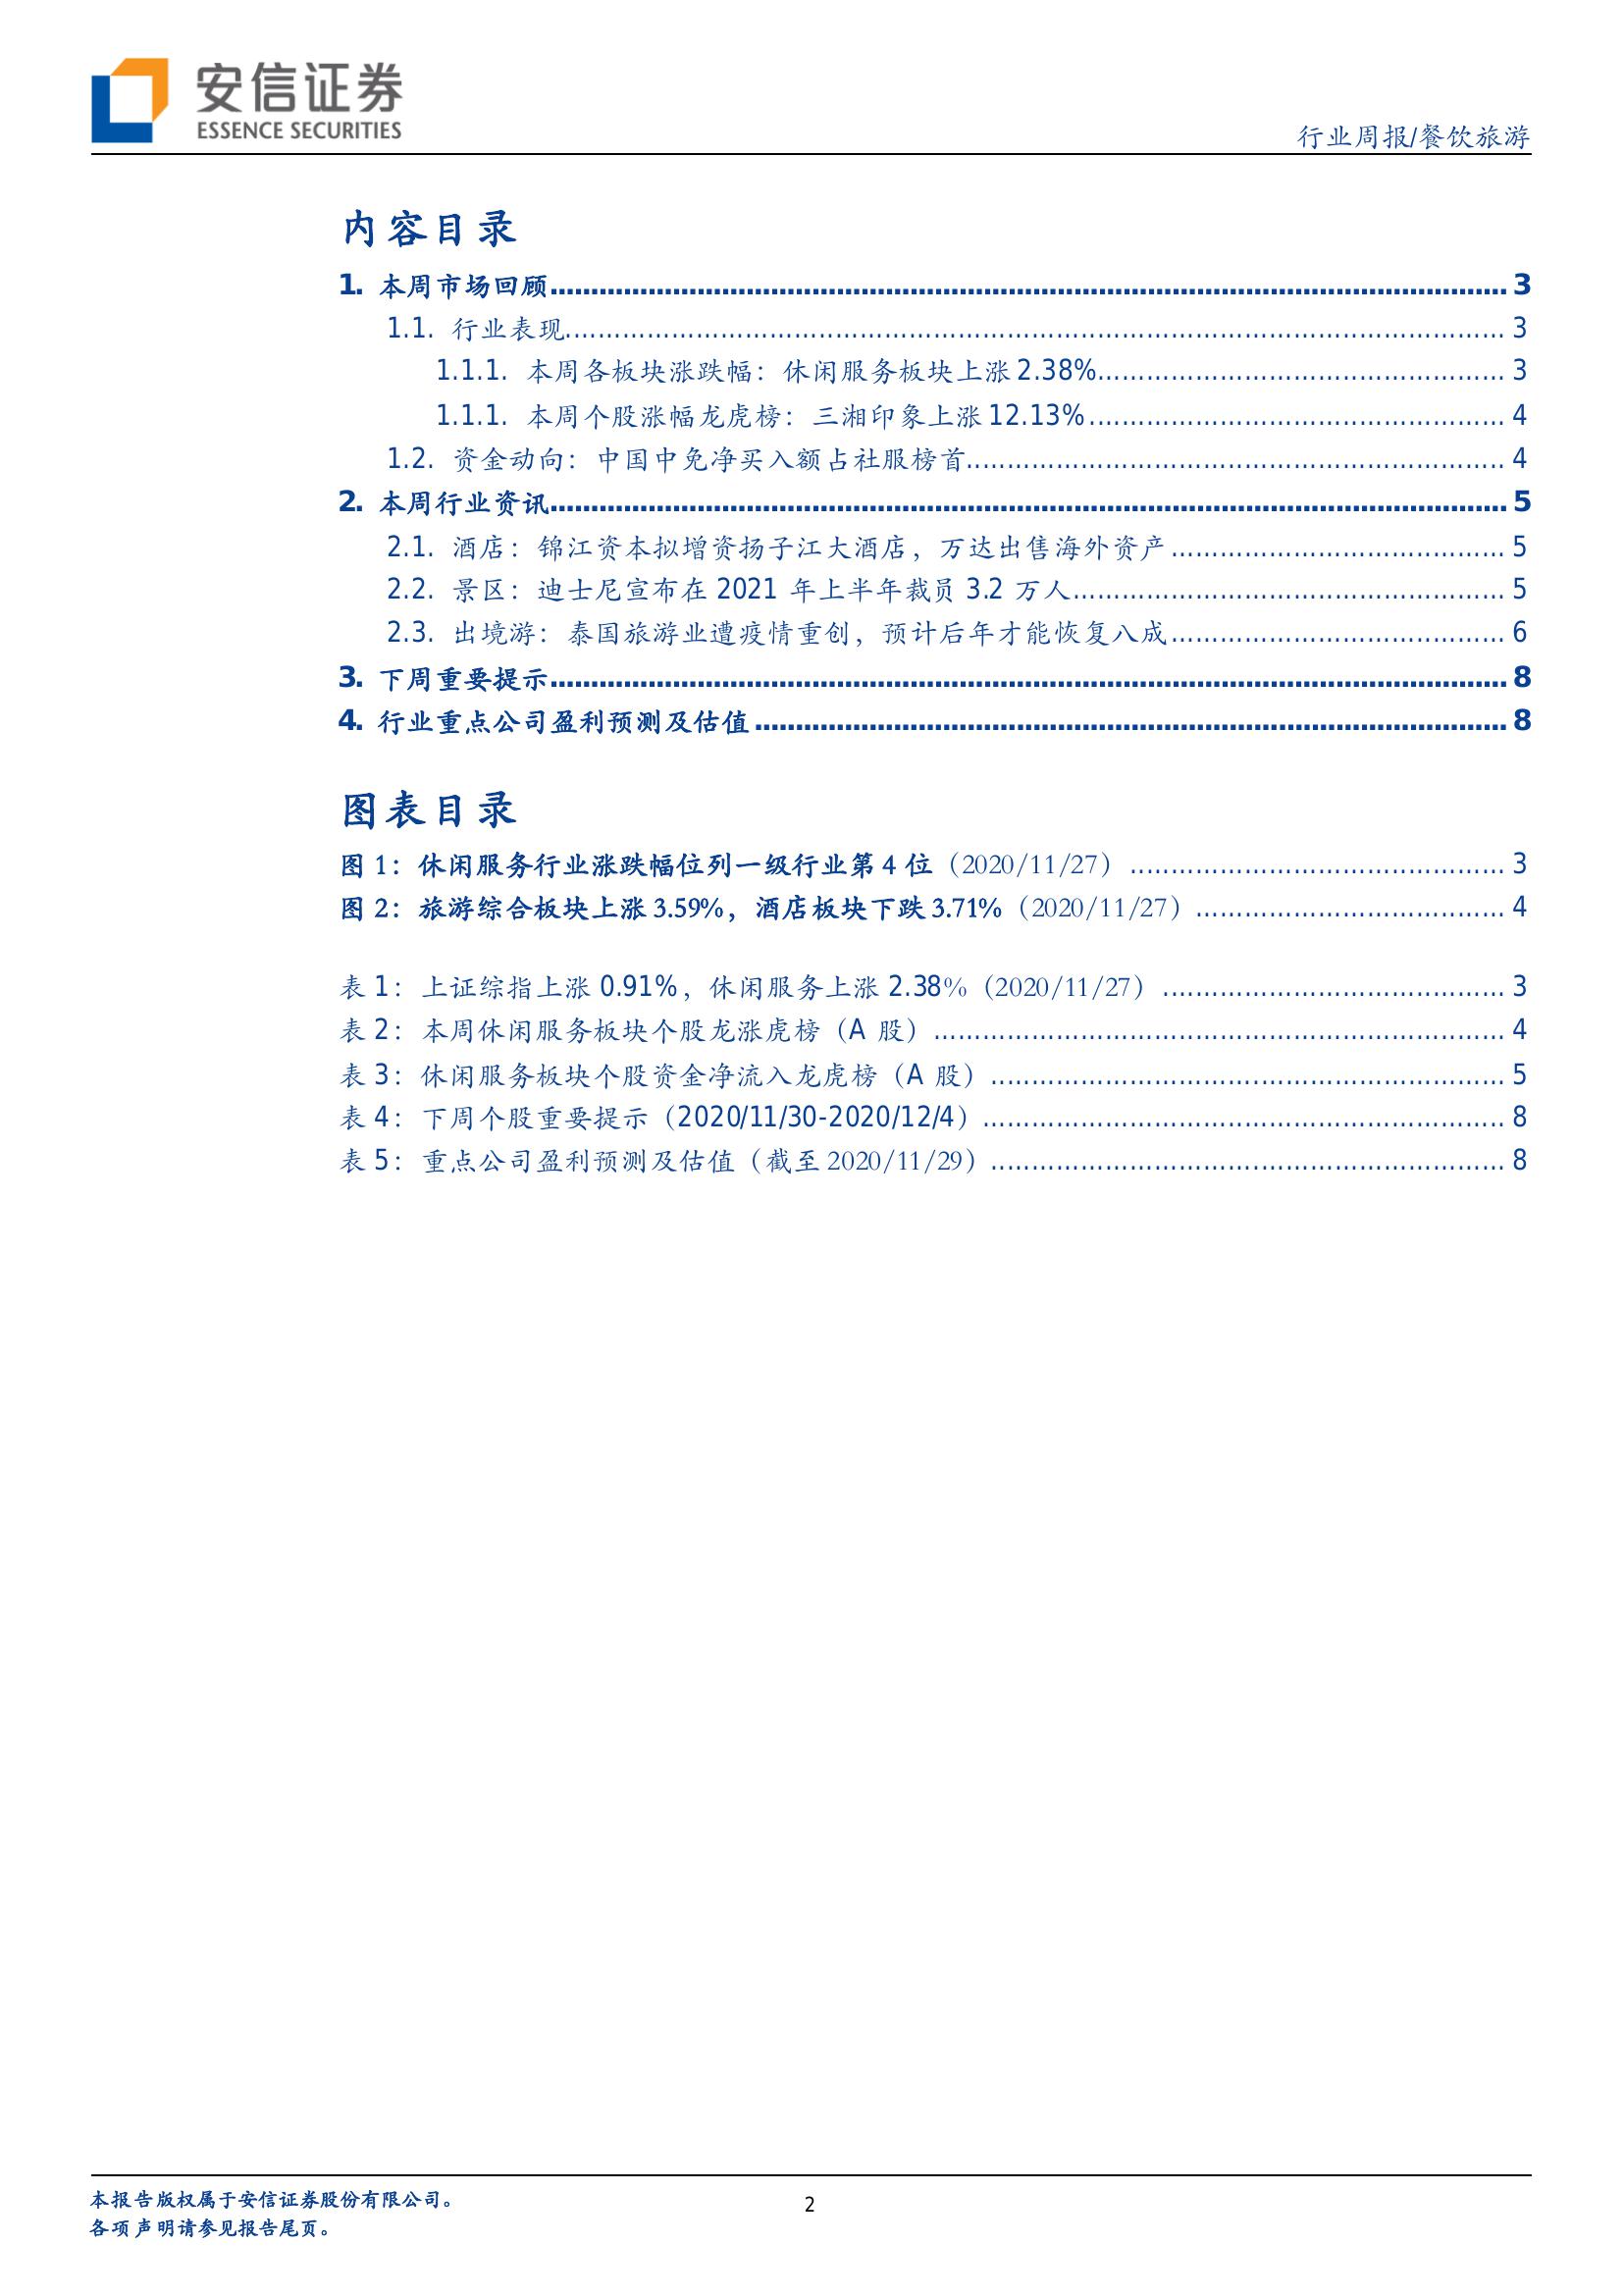 安信证券
ESSENCE SECURITIES
行业周报/餐饮旅游
内容目录
1. 本周市场回顾 3
1.1. 行业表现 3
1.1.1. 本周各板块涨跌幅：休闲服务板块上涨 2.38% 3
1.1.1. 本周个股涨幅龙虎榜：三湘印象上涨 12.13% 4
1.2. 资金动向：中国中免净买入额占社服榜首 4
2. 本周行业资讯 5
2.1. 酒店：锦江资本拟增资扬子江大酒店，万达出售海外资产 5
2.2. 景区：迪士尼宣布在 2021 年上半年裁员 3.2 万人 5
2.3. 出境游：泰国旅游业遭疫情重创，预计后年才能恢复八成 6
3. 下周重要提示 8
4. 行业重点公司盈利预测及估值 8
图表目录
图 1：休闲服务行业涨跌幅位列一级行业第 4 位（2020/11/27） 3
图 2：旅游综合板块上涨 3.59%，酒店板块下跌 3.71%（2020/11/27） 4
表 1：上证综指上涨 0.91%，休闲服务上涨 2.38%（2020/11/27） 3
表 2：本周休闲服务板块个股龙涨虎榜（A 股） 4
表 3：休闲服务板块个股资金净流入龙虎榜（A 股） 5
表 4：下周个股重要提示（2020/11/30-2020/12/4） 8
表 5：重点公司盈利预测及估值（截至 2020/11/29） 8
本报告版权属于安信证券股份有限公司。
各项声明请参见报告尾页。
2